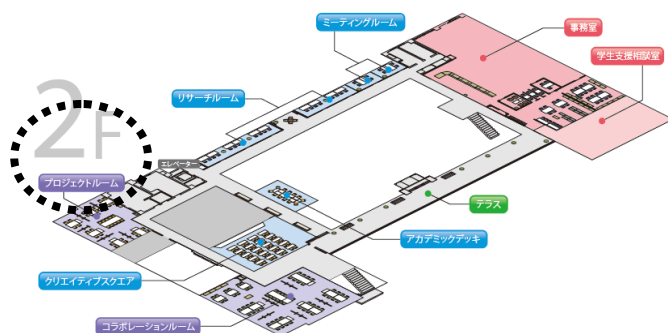 ミーティングルーム
事務室
学生支援相談室
リサーチルーム
2F
エレベーター
プロジェクトルーム
テラス
アカデミックデッキ
クリエイティブスクエア
コラボレーションルーム